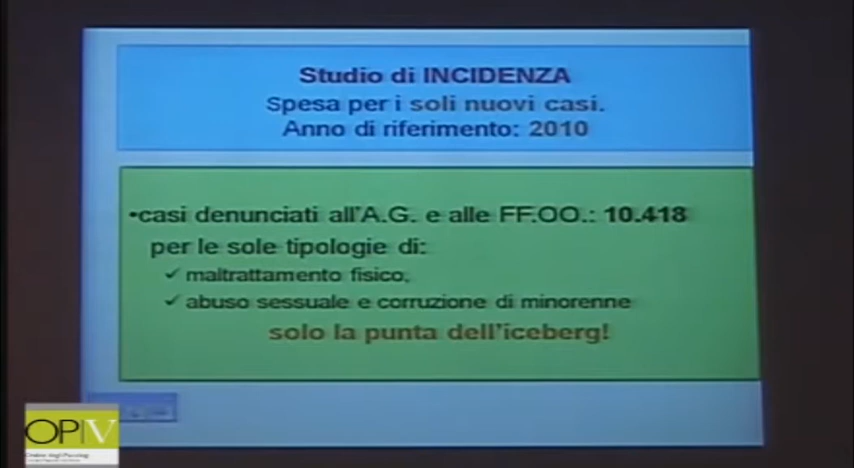 Studio di INCIDENZA
Spesa per i soli nuovi casi.
Anno di riferimento: 2010
•casi denunciati all'A.G. e alle FF.OO.: 10.418
per le sole tipologie di:
✓ maltrattamento fisico,
✓ abuso sessuale e corruzione di minorenne
solo la punta dell'iceberg!
OPV